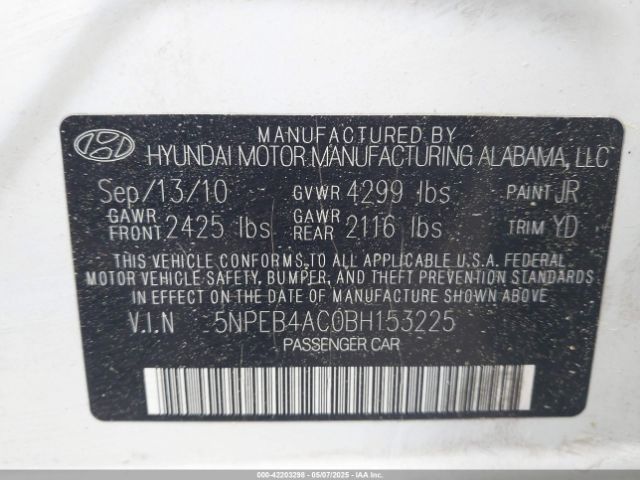 MANUFACTURED BY
HYUNDAI MOTOR MANUFACTURING ALABAMA, LLC
Sep/13/10 GVWR 4299 lbs PAINT JR
GAWR FRONT 2425 lbs GAWR REAR 2116 lbs TRIM YD
THIS VEHICLE CONFORMS TO ALL APPLICABLE U.S.A. FEDERAL
MOTOR VEHICLE SAFETY, BUMPER, AND THEFT PREVENTION STANDARDS
IN EFFECT ON THE DATE OF MANUFACTURE SHOWN ABOVE.
V.I.N 5NPEB4AC0BH153225
PASSENGER CAR
000-42203298 - 05/07/2025 - IAAI.COM